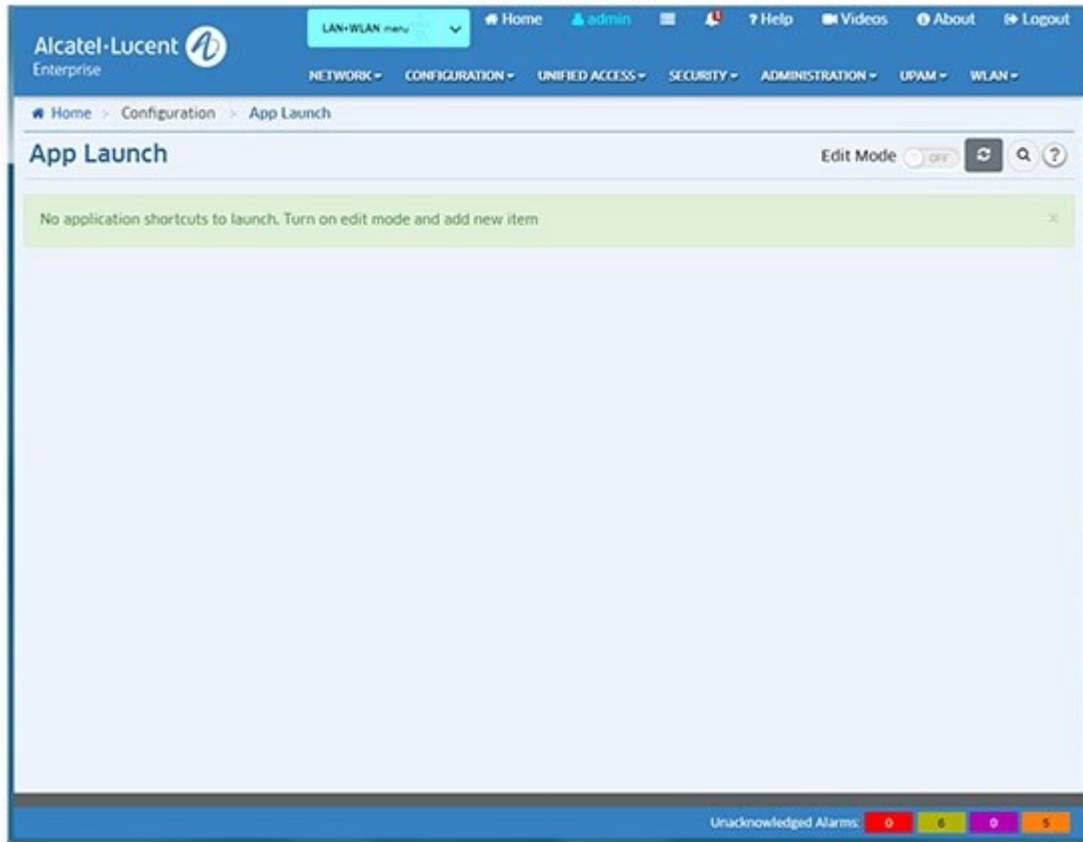 Alcatel·Lucent
Enterprise
LAN+WLAN menu
Home admin 1 ? Help Videos About Logout
NETWORK CONFIGURATION UNIFIED ACCESS SECURITY ADMINISTRATION UPAM WLAN
Home > Configuration > App Launch
App Launch
Edit Mode OFF ?
No application shortcuts to launch. Turn on edit mode and add new item ×
Unacknowledged Alarms: 0 6 0 5